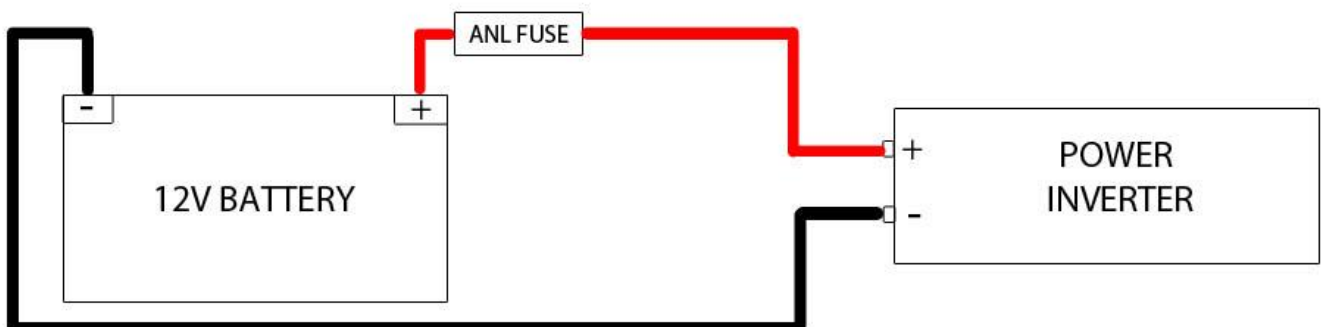 ANL FUSE
- +
12V BATTERY
+ POWER
INVERTER
-